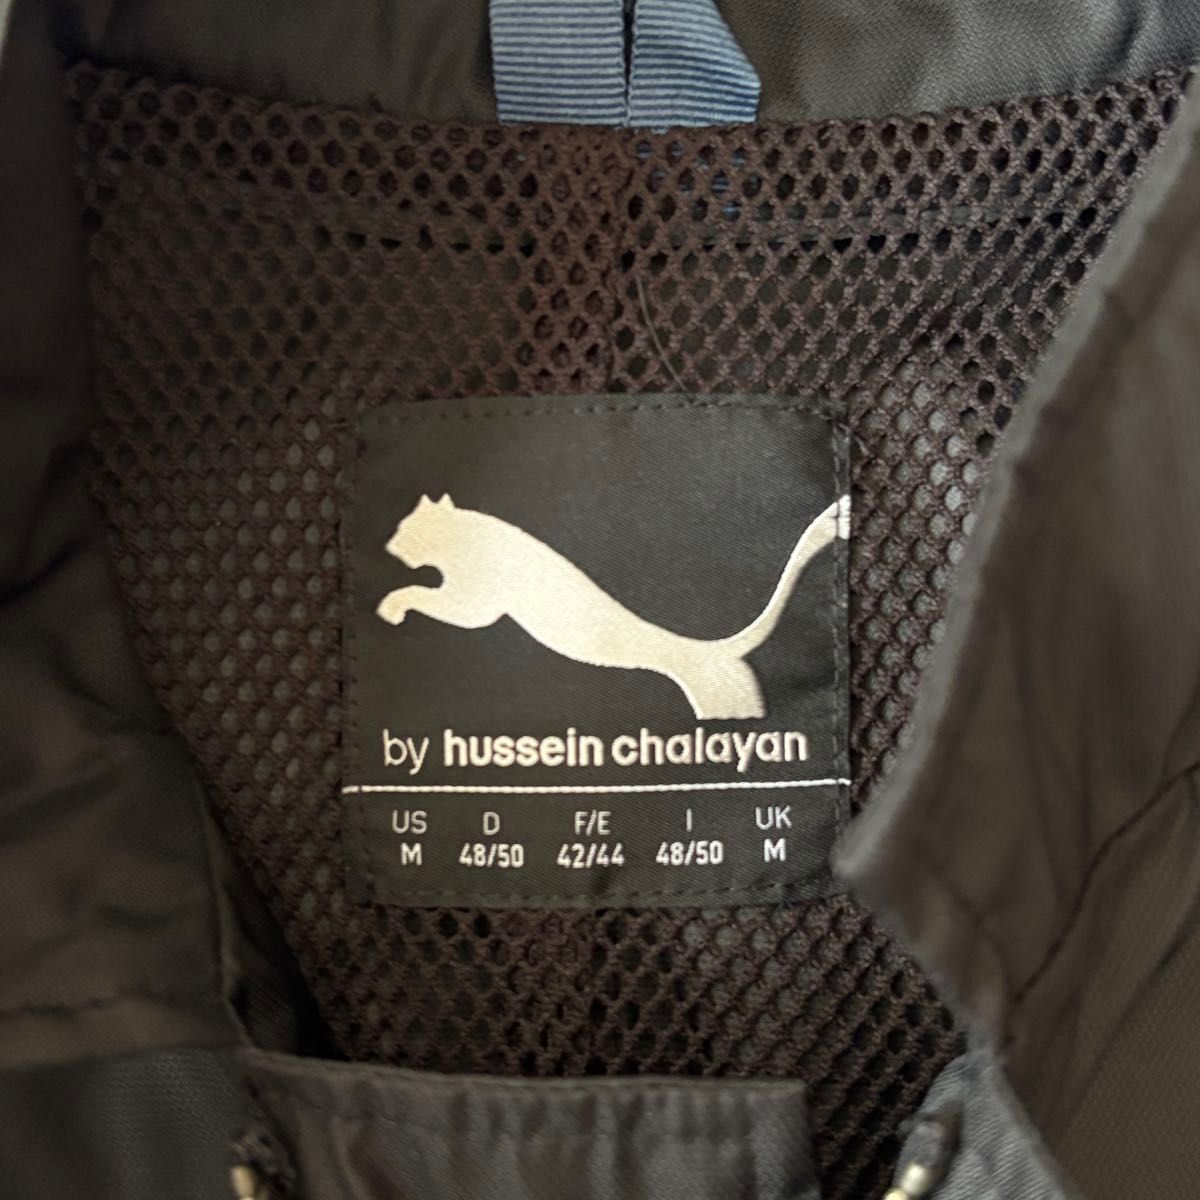 by hussein chalayan
US D F/E I UK
M 48/50 42/44 48/50 M